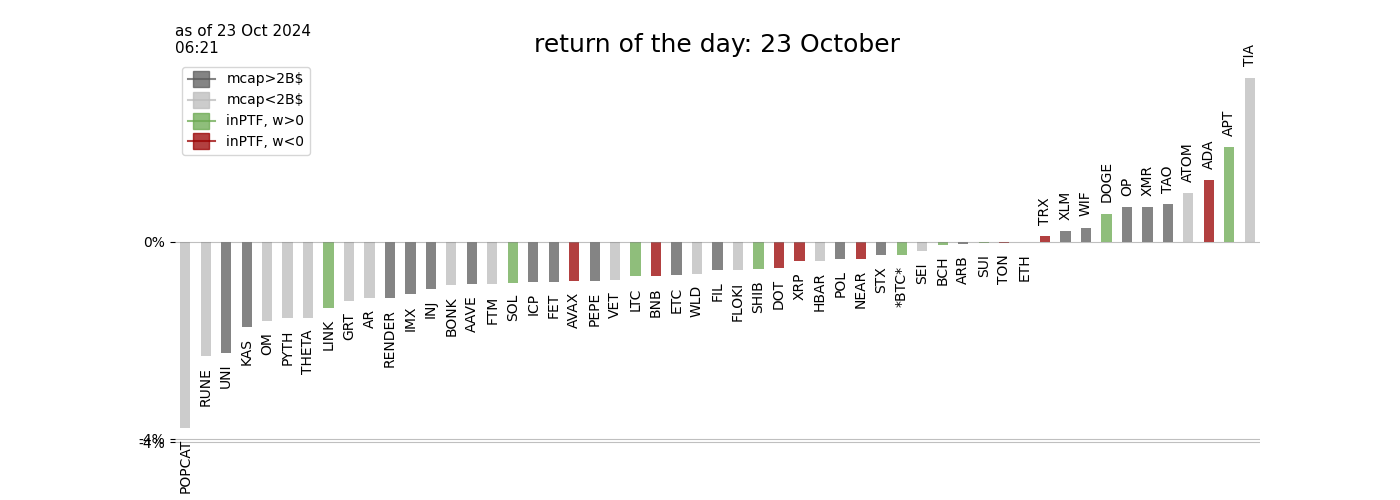 as of 23 Oct 2024
06:21
return of the day: 23 October
mcap>2B$
mcap<2B$
inPTF, w>0
inPTF, w<0
0%
-4%
-4%
POPCAT
RUNE
UNI
KAS
OM
PYTH
THETA
LINK
GRT
AR
RENDER
IMX
INJ
BONK
AAVE
FTM
SOL
ICP
FET
AVAX
PEPE
VET
LTC
BNB
ETC
WLD
FIL
FLOKI
SHIB
DOT
XRP
HBAR
POL
NEAR
STX
*BTC*
SEI
BCH
ARB
SUI
TON
ETH
TRX
XLM
WIF
DOGE
OP
XMR
TAO
ATOM
ADA
APT
TIA